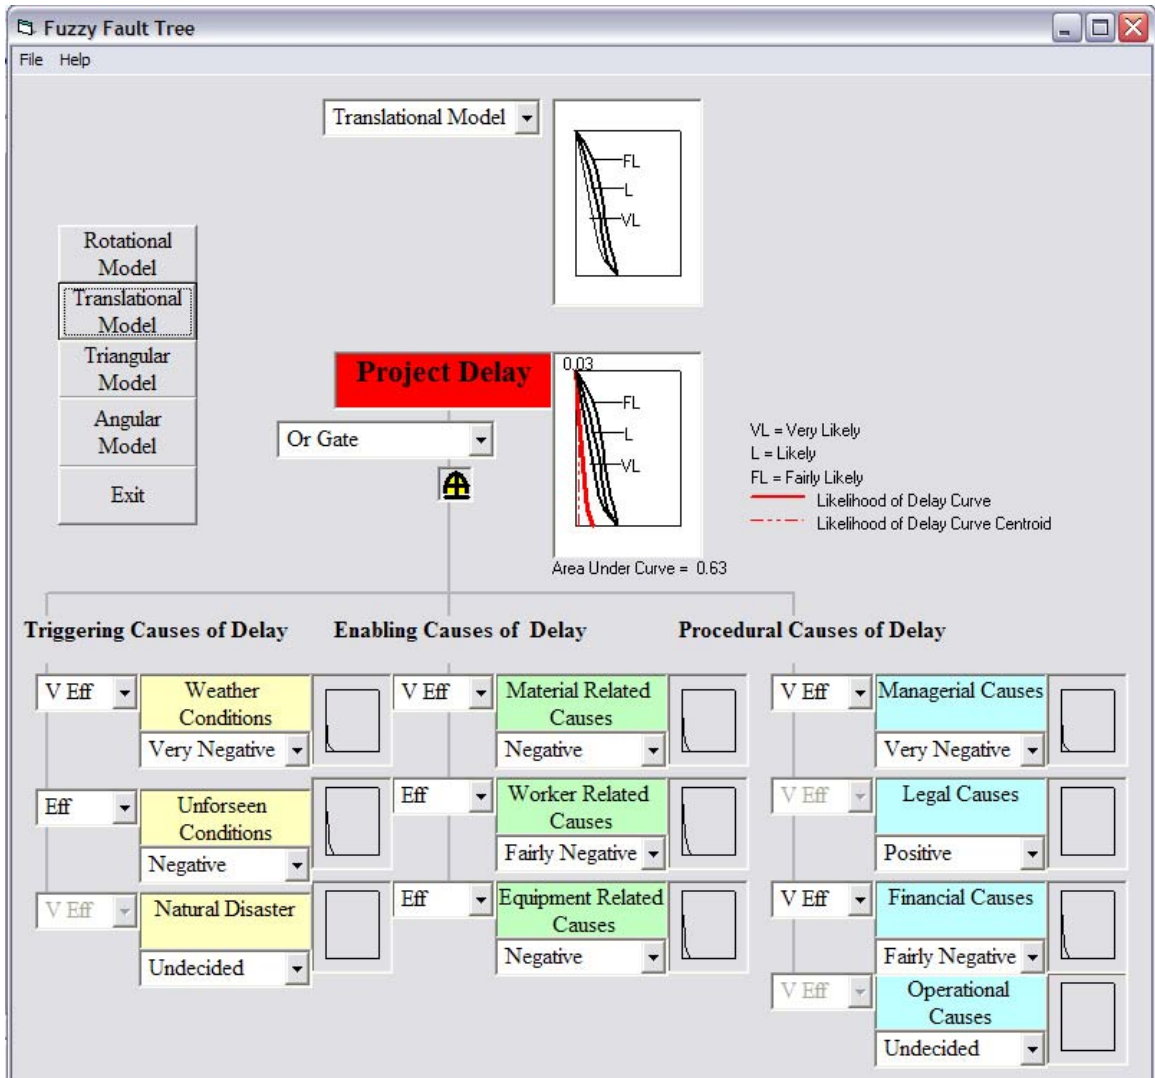 Fuzzy Fault Tree
File Help
Translational Model
FL
L
VL
Rotational
Model
Translational
Model
Triangular
Model
Angular
Model
Exit
Project Delay
0.03
Or Gate
FL
L
VL
Area Under Curve = 0.63
VL = Very Likely
L = Likely
FL = Fairly Likely
Likelihood of Delay Curve
Likelihood of Delay Curve Centroid
Triggering Causes of Delay
V Eff
Weather
Conditions
Very Negative
Eff
Unforseen
Conditions
Negative
V Eff
Natural Disaster
Undecided
Enabling Causes of Delay
V Eff
Material Related
Causes
Negative
Eff
Worker Related
Causes
Fairly Negative
Eff
Equipment Related
Causes
Negative
Procedural Causes of Delay
V Eff
Managerial Causes
Very Negative
V Eff
Legal Causes
Positive
V Eff
Financial Causes
Fairly Negative
V Eff
Operational
Causes
Undecided